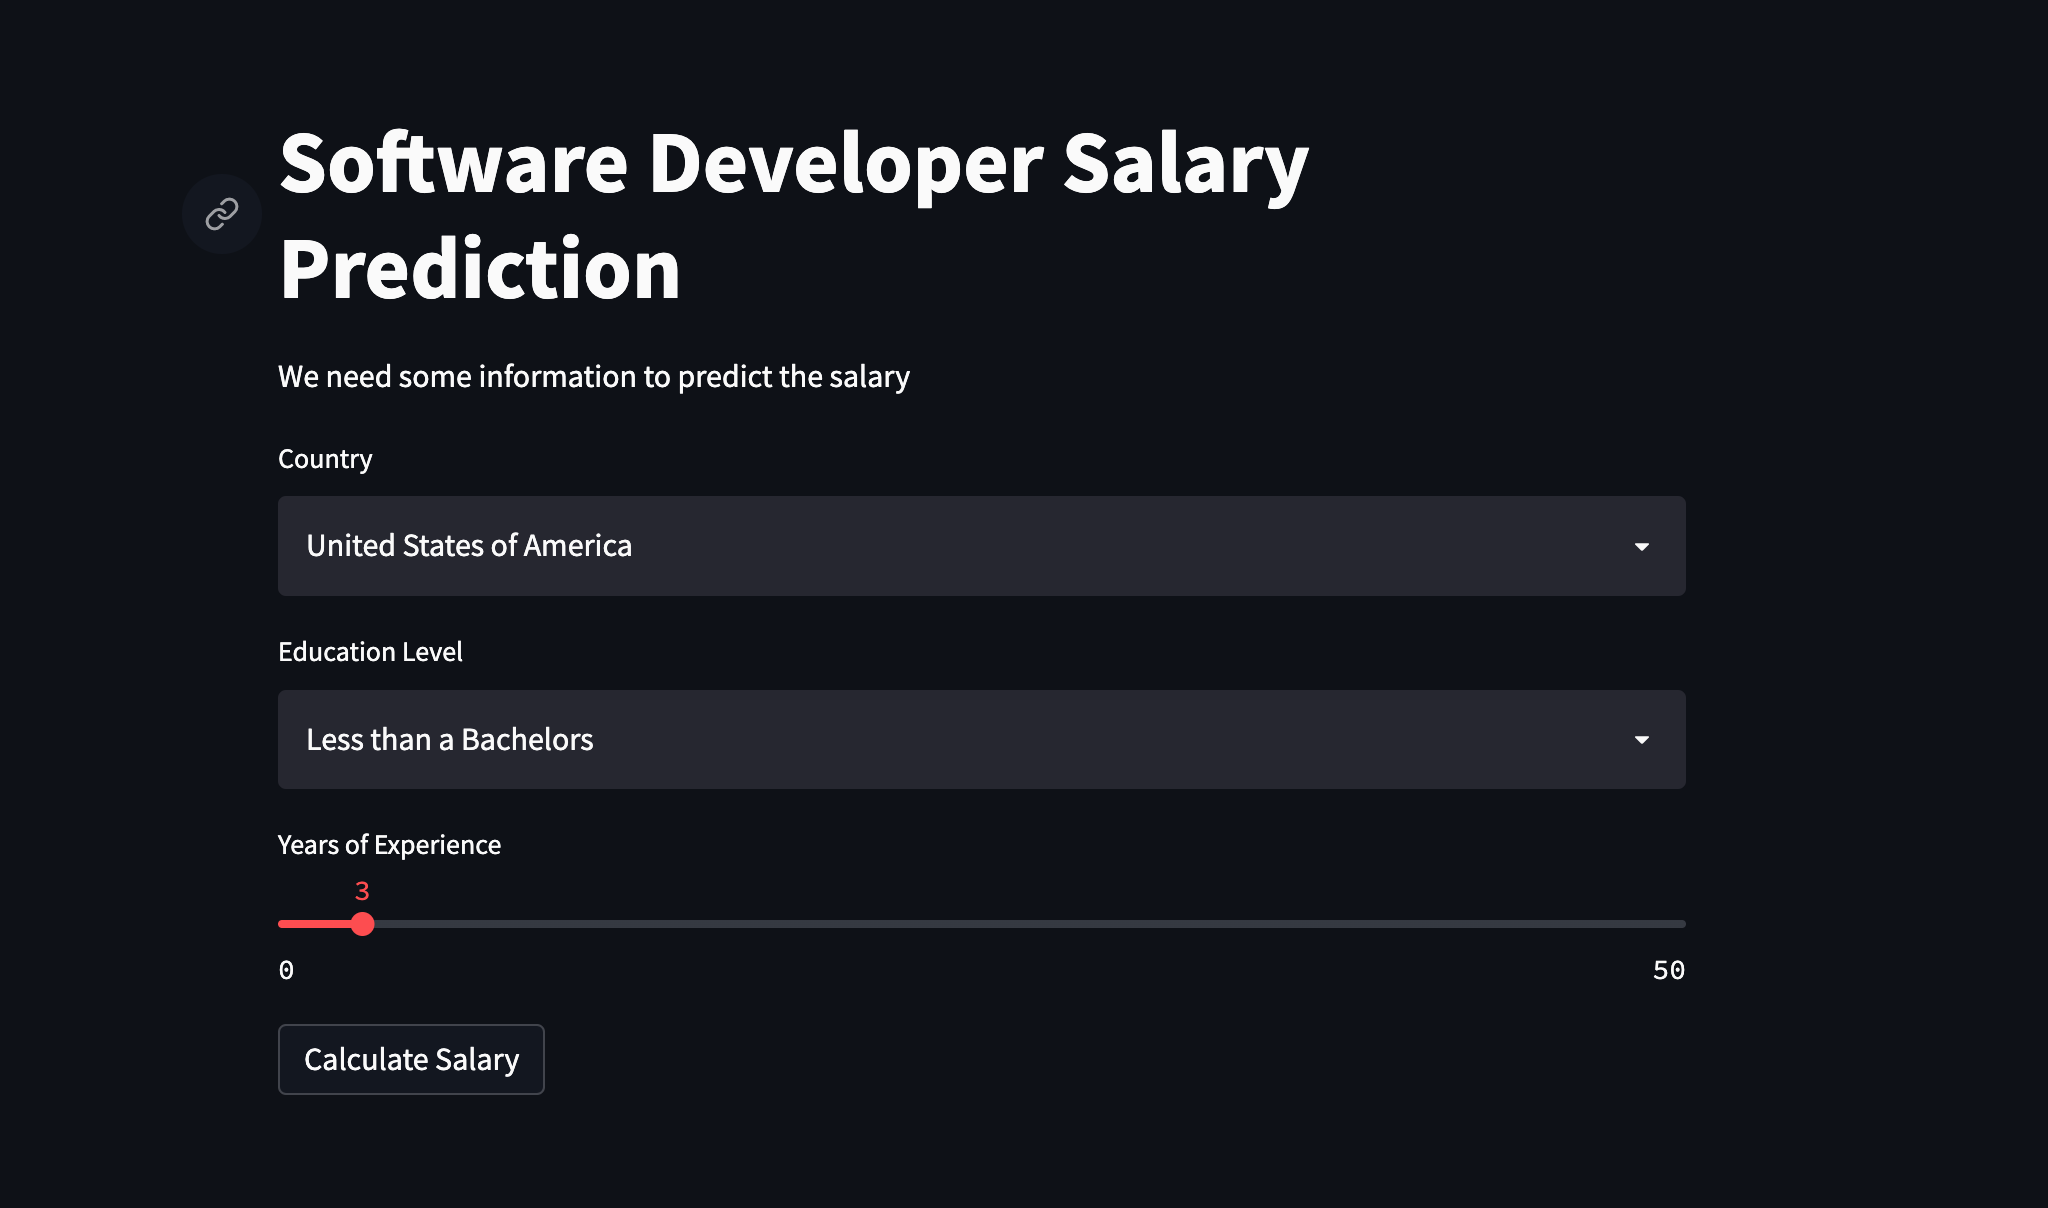 Software Developer Salary
Prediction
We need some information to predict the salary
Country
United States of America
Education Level
Less than a Bachelors
Years of Experience
3
0 50
Calculate Salary